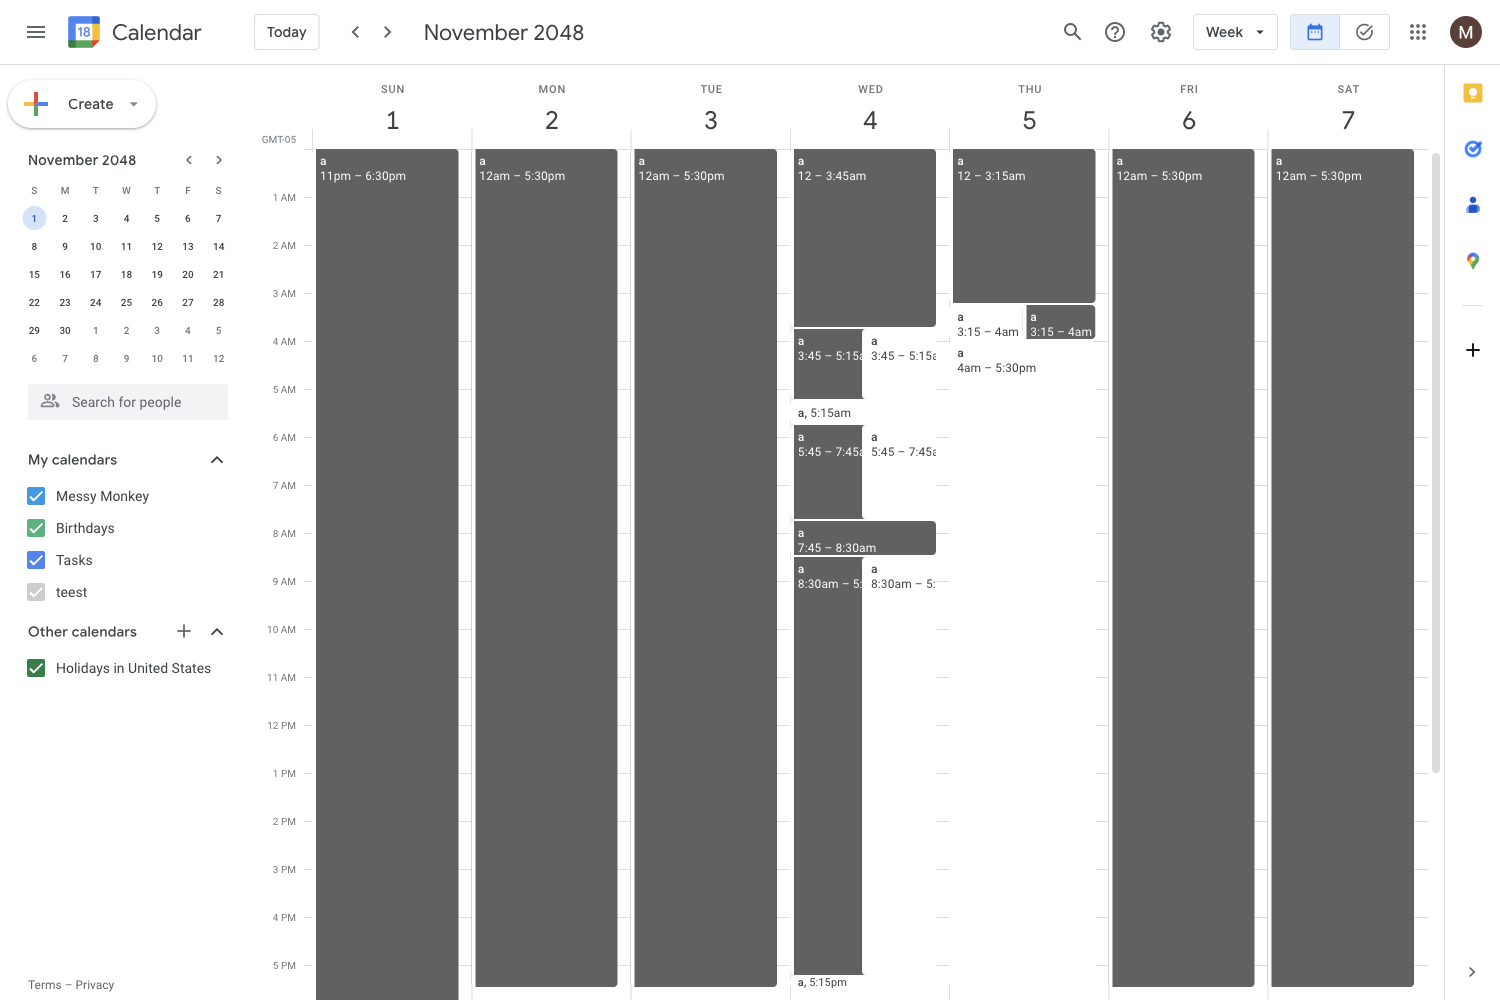 18 Calendar Today November 2048 Week M
Create
SUN MON TUE WED THU FRI SAT
1 2 3 4 5 6 7
GMT-05
November 2048
S M T W T F S
1 2 3 4 5 6 7
8 9 10 11 12 13 14
15 16 17 18 19 20 21
22 23 24 25 26 27 28
29 30 1 2 3 4 5
6 7 8 9 10 11 12
Search for people
My calendars
Messy Monkey
Birthdays
Tasks
teest
Other calendars
Holidays in United States
Terms – Privacy
1 AM
2 AM
3 AM
4 AM
5 AM
6 AM
7 AM
8 AM
9 AM
10 AM
11 AM
12 PM
1 PM
2 PM
3 PM
4 PM
5 PM
a
11pm – 6:30pm
a
12am – 5:30pm
a
12am – 5:30pm
a
12 – 3:45am
a
3:45 – 5:15a
a
3:45 – 5:15a
a, 5:15am
a
5:45 – 7:45a
a
5:45 – 7:45a
a
7:45 – 8:30am
a
8:30am – 5:
a
8:30am – 5:
a, 5:15pm
a
12 – 3:15am
a
3:15 – 4am
a
3:15 – 4am
a
4am – 5:30pm
a
12am – 5:30pm
a
12am – 5:30pm